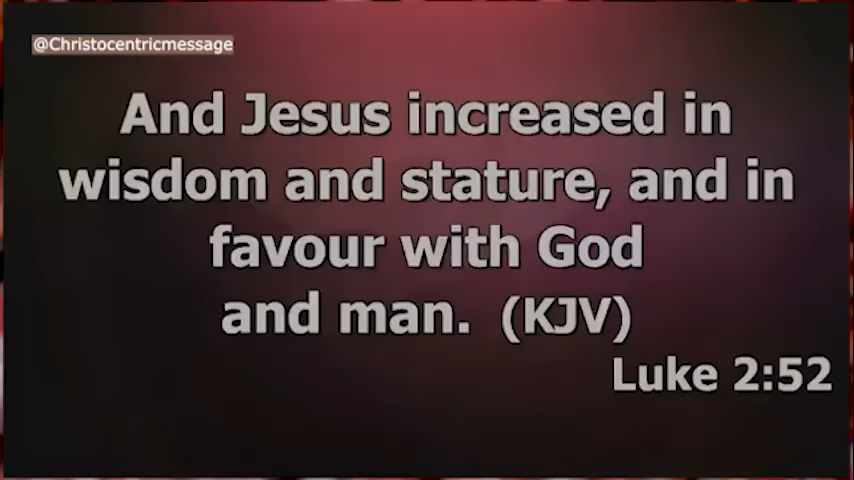 @Christocentricmessage
And Jesus increased in
wisdom and stature, and in
favour with God
and man. (KJV)
Luke 2:52